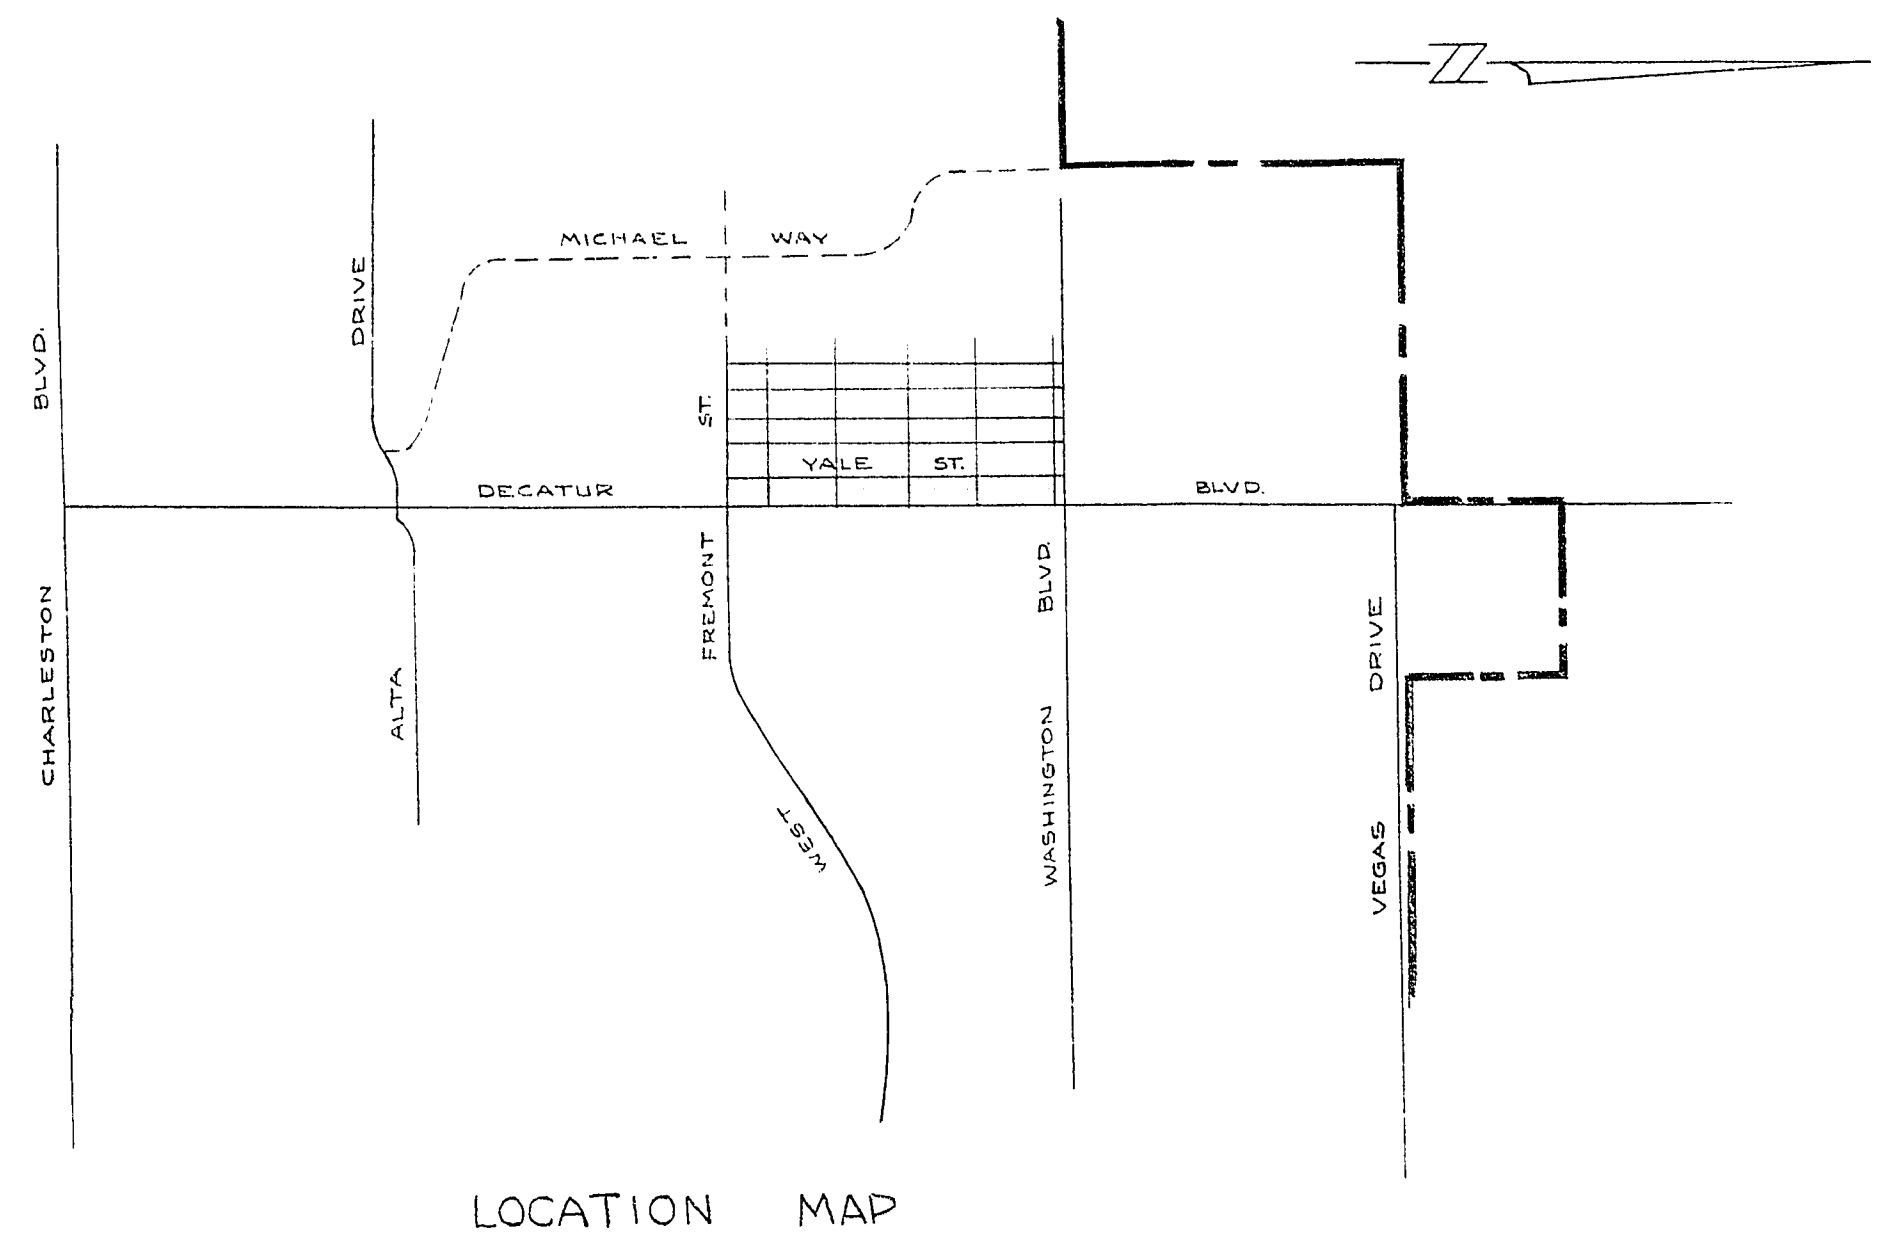 MICHAEL WAY
DRIVE
BLVD.
ST.
YALE ST.
DECATUR
BLVD.
FREMONT
BLVD.
DRIVE
CHARLESTON
ALTA
WASHINGTON
WEST
VEGAS
LOCATION MAP